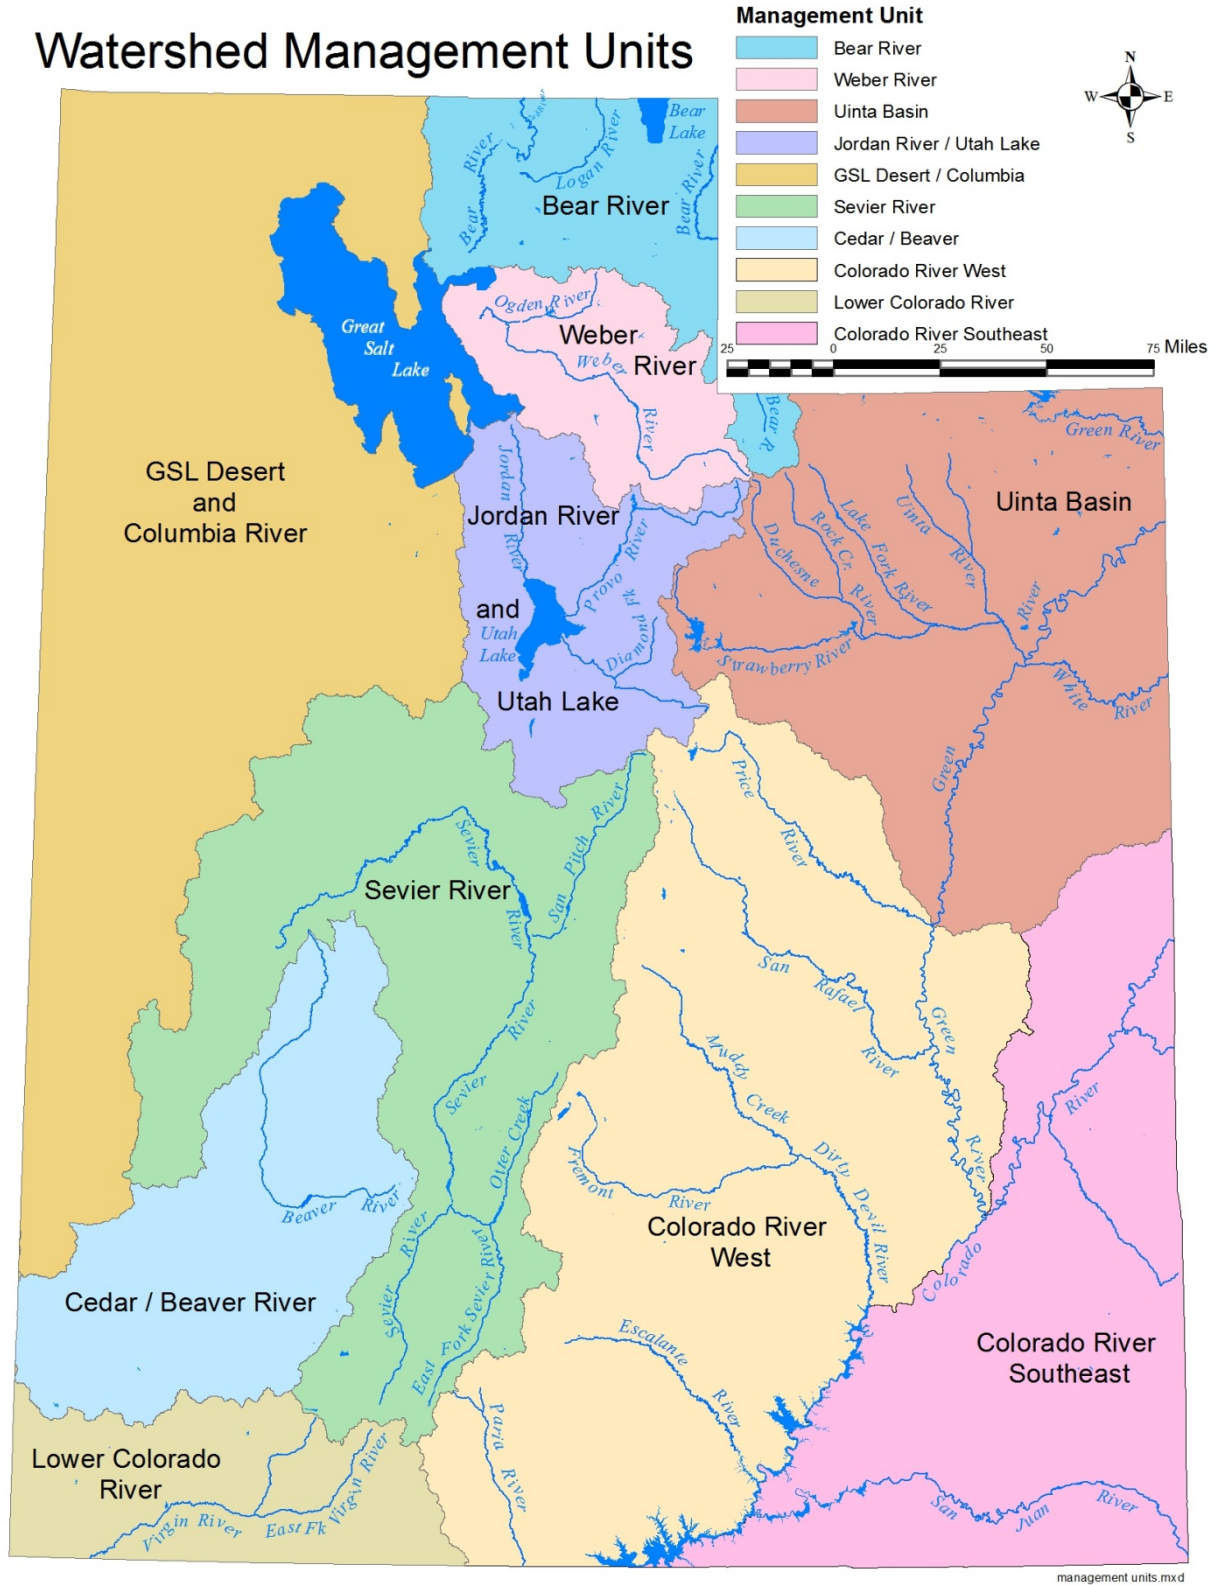 Watershed Management Units
Management Unit
Bear River
Weber River
Uinta Basin
Jordan River / Utah Lake
GSL Desert / Columbia
Sevier River
Cedar / Beaver
Colorado River West
Lower Colorado River
Colorado River Southeast
N
W
E
S
25
0
25
50
75 Miles
Bear
Lake
Bear River
Logan River
Bear River
Bear River
Great
Salt
Lake
Ogden River
Weber
River
Weber
River
Bear R.
Green River
GSL Desert
and
Columbia River
Uinta Basin
Jordan
River
Jordan River
and
Utah
Lake
Utah Lake
Provo River
Diamond Fk
Duchesne
River
Rock Cr.
Lake Fork River
Uinta
River
Strawberry River
River
White
River
Green
Price
River
Sevier
River
San Pitch River
Sevier River
San
Rafael
River
Green
River
Sevier
River
Muddy
Creek
Dirty
Devil River
Otter Creek
Fremont
River
Beaver River
Colorado River
West
River
Colorado
Sevier
River
East Fork Sevier River
Cedar / Beaver River
Escalante
River
Colorado River
Southeast
Paria
River
Lower Colorado
River
Virgin River
East Fk Virgin River
San
Juan
River
management units.mxd